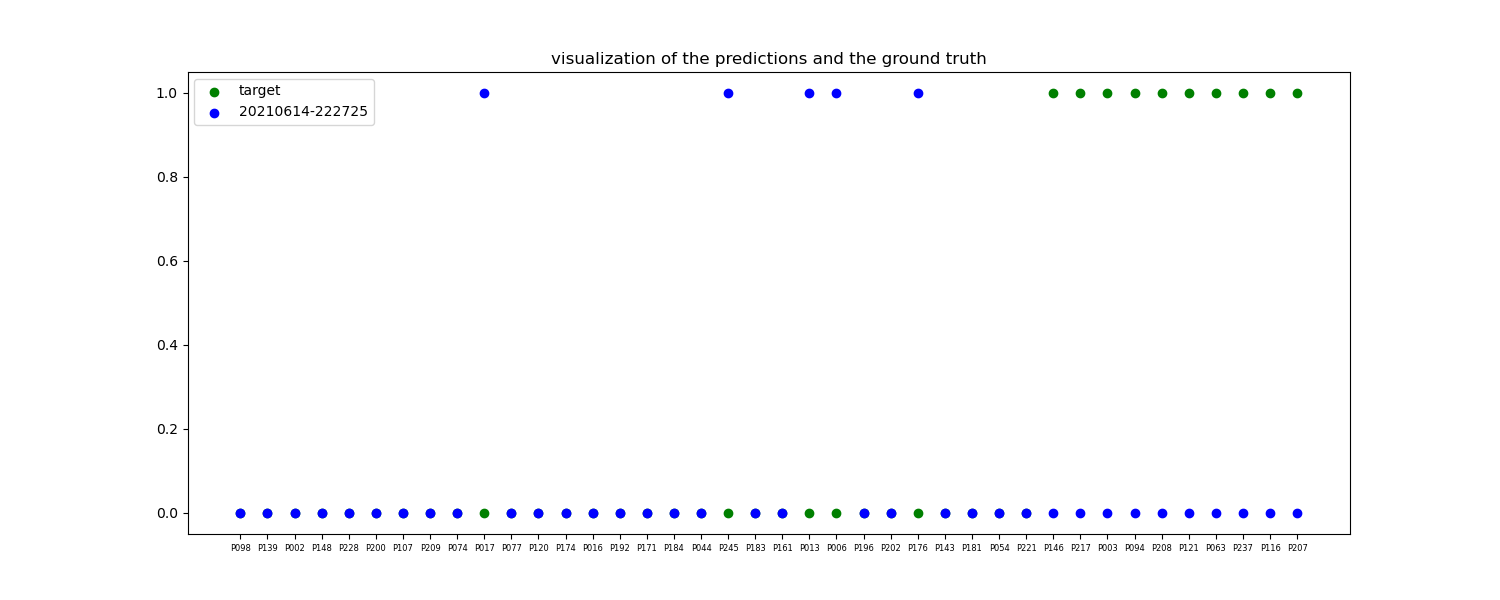 visualization of the predictions and the ground truth
target
20210614-222725
1.0
0.8
0.6
0.4
0.2
0.0
P098 P139 P002 P148 P228 P200 P107 P209 P074 P017 P077 P120 P174 P016 P192 P171 P184 P044 P245 P183 P161 P013 P006 P196 P202 P176 P143 P181 P054 P221 P146 P217 P003 P094 P208 P121 P063 P237 P116 P207